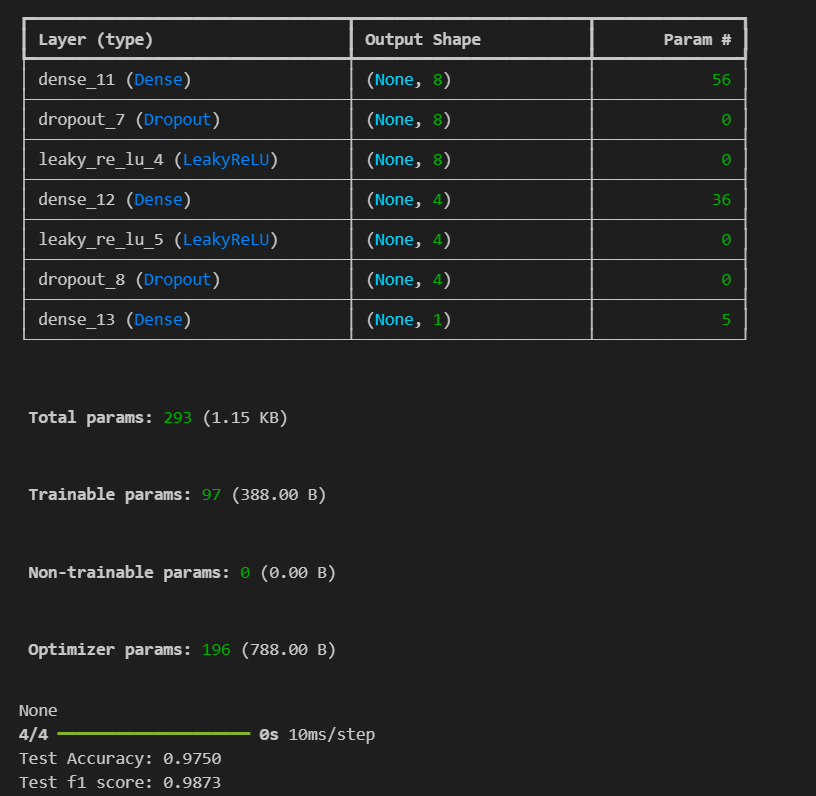 Layer (type) Output Shape Param #
dense_11 (Dense) (None, 8) 56
dropout_7 (Dropout) (None, 8) 0
leaky_re_lu_4 (LeakyReLU) (None, 8) 0
dense_12 (Dense) (None, 4) 36
leaky_re_lu_5 (LeakyReLU) (None, 4) 0
dropout_8 (Dropout) (None, 4) 0
dense_13 (Dense) (None, 1) 5
Total params: 293 (1.15 KB)
Trainable params: 97 (388.00 B)
Non-trainable params: 0 (0.00 B)
Optimizer params: 196 (788.00 B)
None
4/4 0s 10ms/step
Test Accuracy: 0.9750
Test f1 score: 0.9873